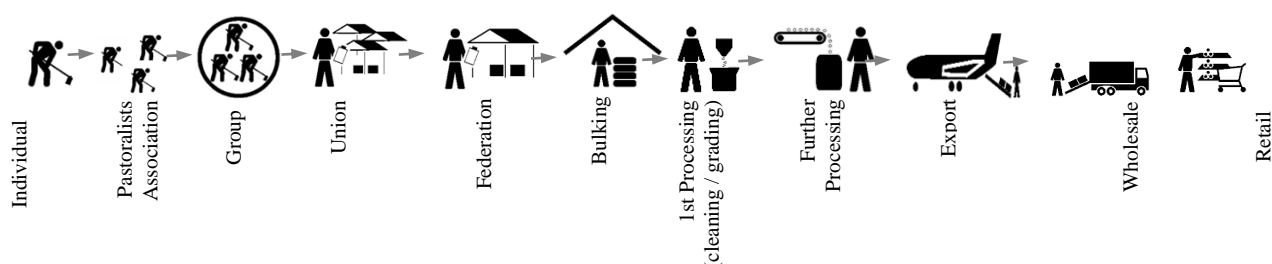 Individual
Pastoralists
Association
Group
Union
Federation
Bulking
1st Processing
(cleaning / grading)
Further
Processing
Export
Wholesale
Retail